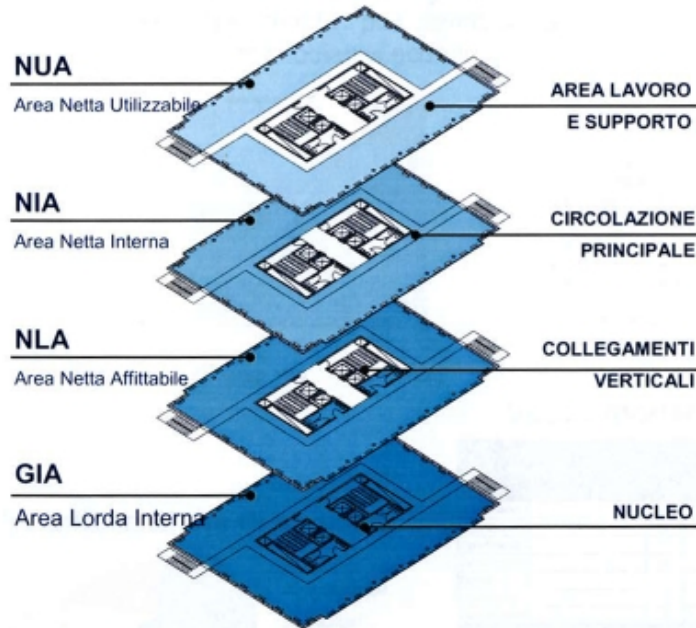 NUA
Area Netta Utilizzabile
AREA LAVORO
E SUPPORTO
NIA
Area Netta Interna
CIRCOLAZIONE
PRINCIPALE
NLA
Area Netta Affittabile
COLLEGAMENTI
VERTICALI
GIA
Area Lorda Interna
NUCLEO